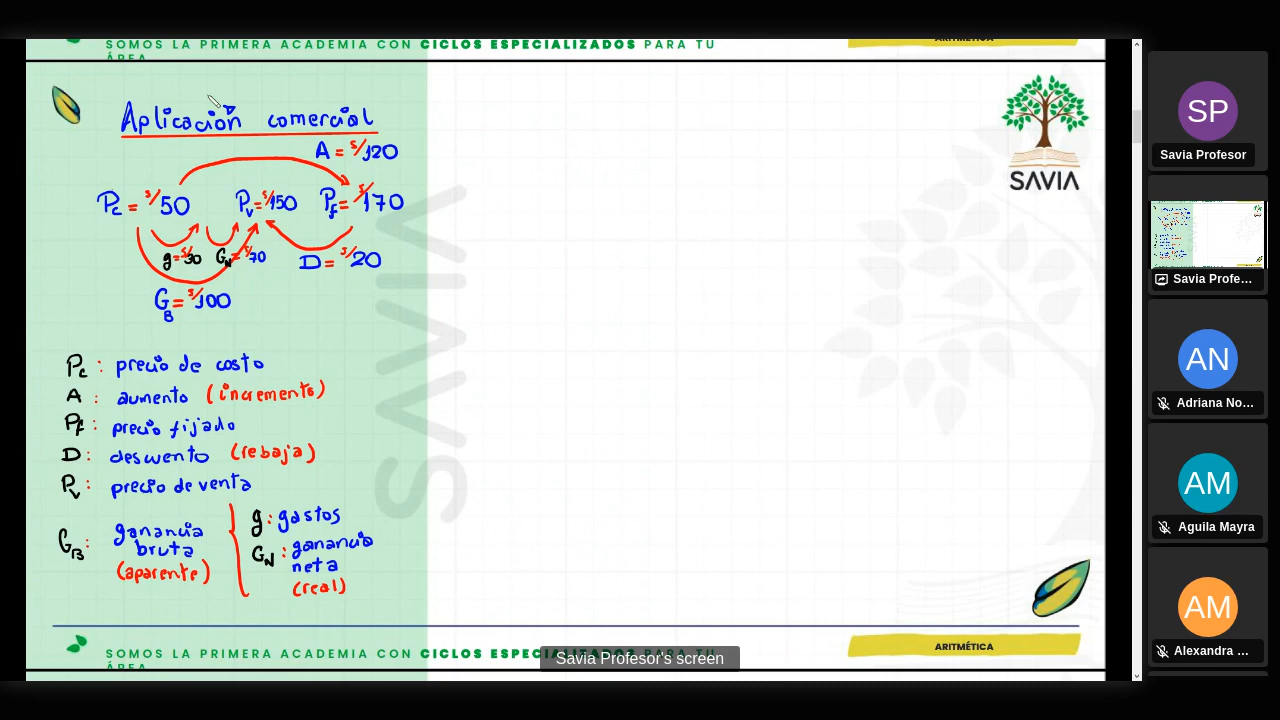 SOMOS LA PRIMERA ACADEMIA CON CICLOS ESPECIALIZADOS PARA TU
ÁREA
ARITMÉTICA
Aplicación comercial
A = s/120
Pc = s/50 Pv = s/150 Pf = s/170
g = s/30 GN = s/70 D = s/20
GB = s/100
Pc : precio de costo
A : aumento (incremento)
Pf : precio fijado
D : descuento (rebaja)
Pv : precio de venta
GB : ganancia bruta (aparente)
g : gastos
GN : ganancia neta (real)
SAVIA
SAVIA
SOMOS LA PRIMERA ACADEMIA CON CICLOS ESPECIALIZADOS PARA TU
ÁREA
ARITMÉTICA
Savia Profesor's screen
SP
Savia Profesor
Savia Profe...
AN
Adriana No...
AM
Aguila Mayra
AM
Alexandra ...